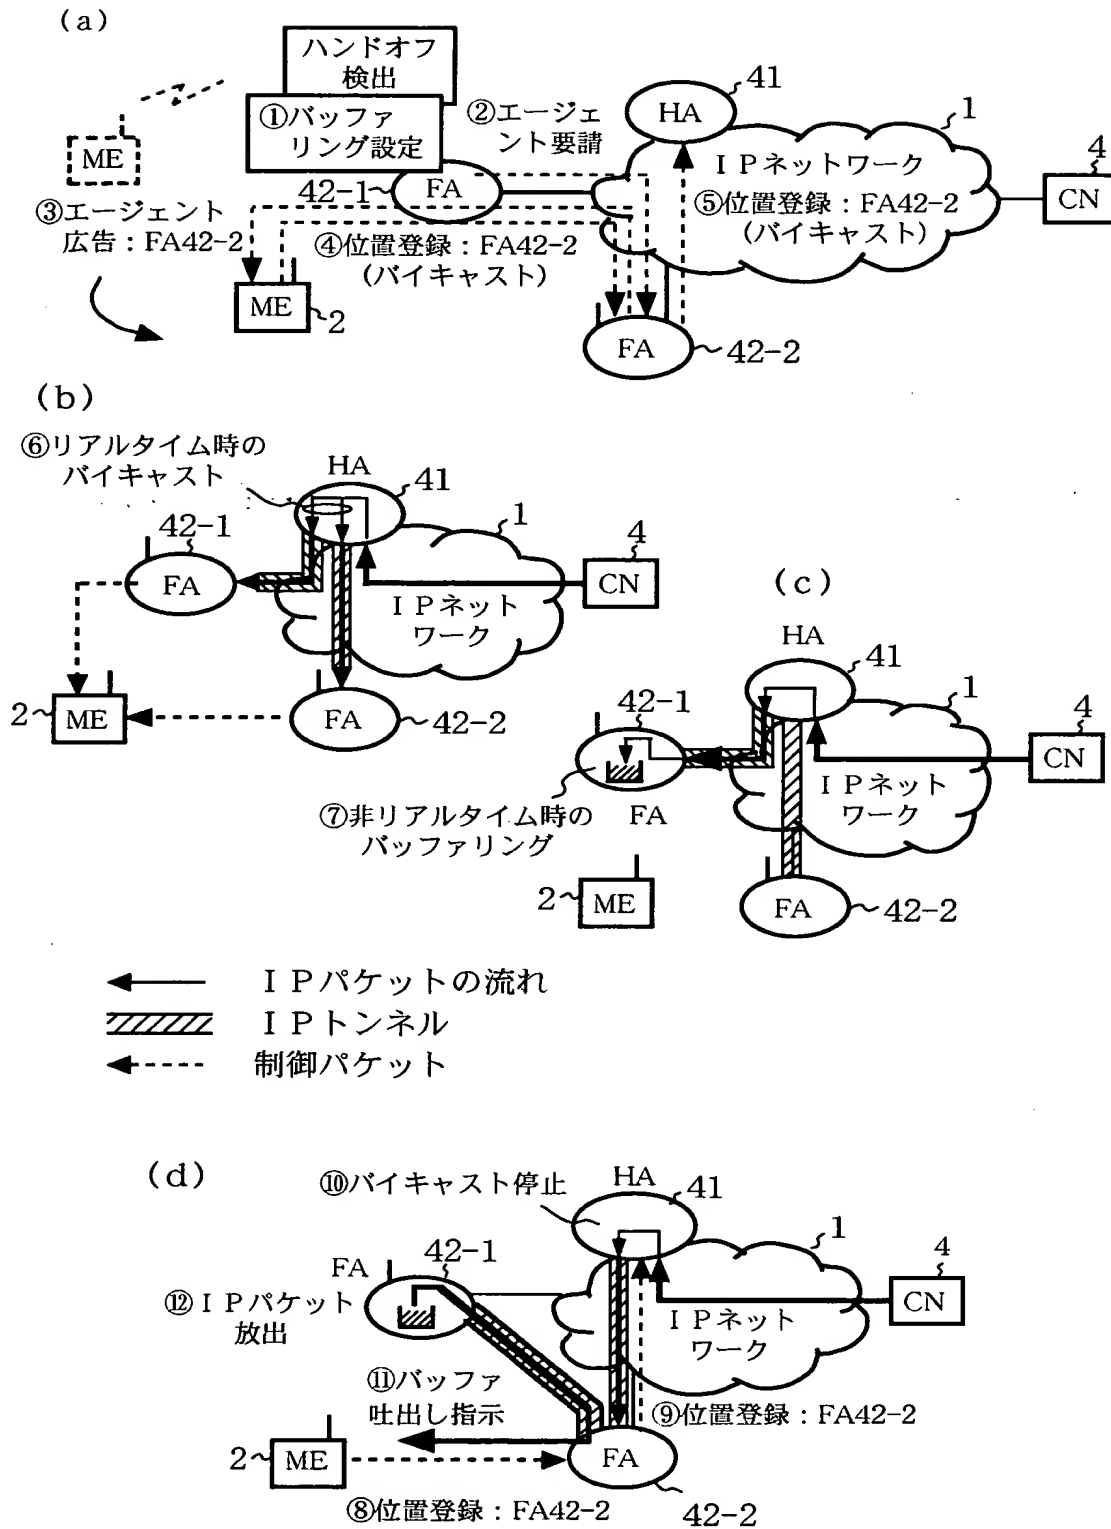 (a)
ハンドオフ
検出
①バッファ
リング設定
②エージェ
ント要請
41
HA
1
IPネットワーク
4
CN
ME
42-1
FA
③エージェント
広告：FA42-2
④位置登録：FA42-2
(バイキャスト)
⑤位置登録：FA42-2
(バイキャスト)
ME
2
FA
42-2
(b)
⑥リアルタイム時の
バイキャスト
HA
41
42-1
1
4
FA
CN
IPネット
ワーク
2
ME
FA
42-2
(c)
HA
41
42-1
1
4
CN
IPネット
ワーク
⑦非リアルタイム時の
バッファリング
FA
2
ME
FA
42-2
IPパケットの流れ
IPトンネル
制御パケット
(d)
⑩バイキャスト停止
HA
41
1
42-1
FA
4
CN
⑫IPパケット
放出
IPネット
ワーク
⑪バッファ
吐出し指示
⑨位置登録：FA42-2
2
ME
FA
⑧位置登録：FA42-2
42-2